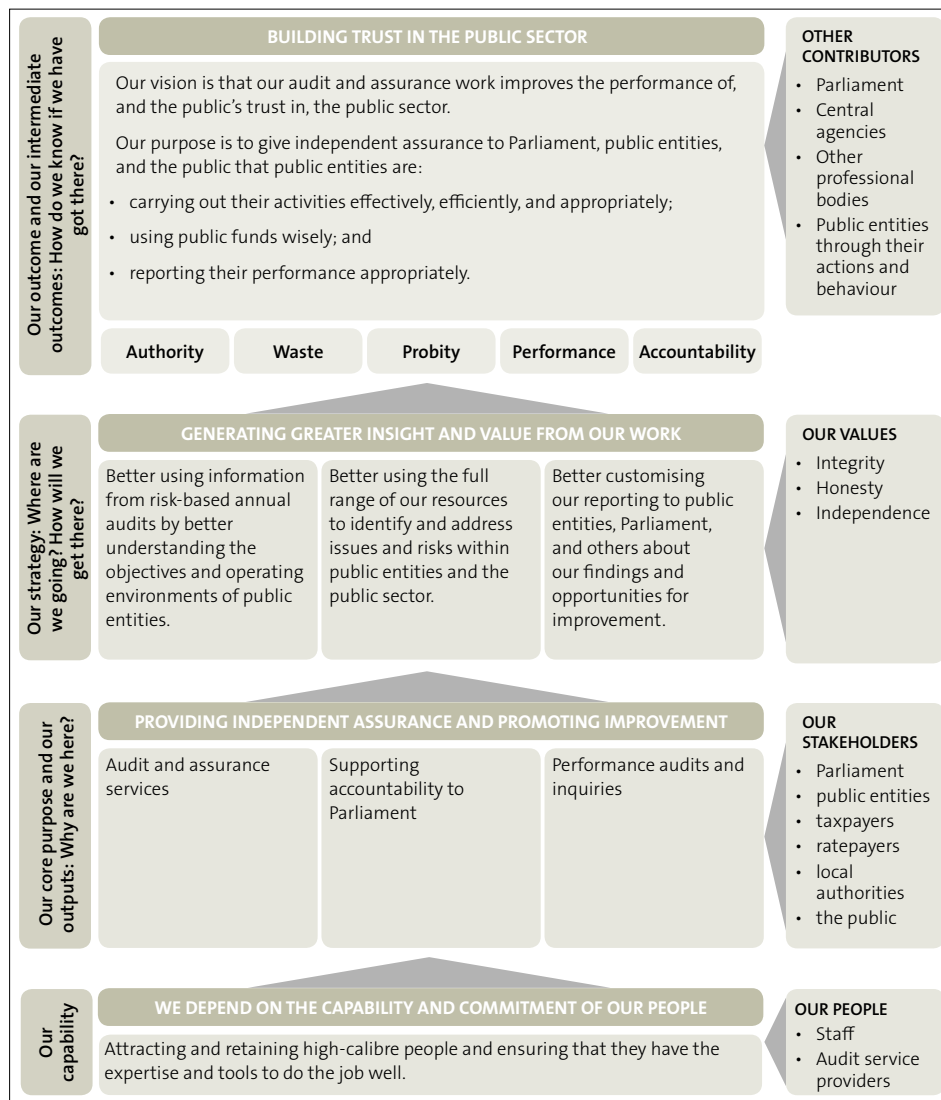 Our outcome and our intermediate
outcomes: How do we know if we have
got there?
BUILDING TRUST IN THE PUBLIC SECTOR
Our vision is that our audit and assurance work improves the performance of,
and the public's trust in, the public sector.
Our purpose is to give independent assurance to Parliament, public entities,
and the public that public entities are:
• carrying out their activities effectively, efficiently, and appropriately;
• using public funds wisely; and
• reporting their performance appropriately.
Authority
Waste
Probity
Performance
Accountability
OTHER
CONTRIBUTORS
• Parliament
• Central
agencies
• Other
professional
bodies
• Public entities
through their
actions and
behaviour
Our strategy: Where are
we going? How will we
get there?
GENERATING GREATER INSIGHT AND VALUE FROM OUR WORK
Better using information
from risk-based annual
audits by better
understanding the
objectives and operating
environments of public
entities.
Better using the full
range of our resources
to identify and address
issues and risks within
public entities and the
public sector.
Better customising
our reporting to public
entities, Parliament,
and others about
our findings and
opportunities for
improvement.
OUR VALUES
• Integrity
• Honesty
• Independence
Our core purpose and our
outputs: Why are we here?
PROVIDING INDEPENDENT ASSURANCE AND PROMOTING IMPROVEMENT
Audit and assurance
services
Supporting
accountability to
Parliament
Performance audits and
inquiries
OUR
STAKEHOLDERS
• Parliament
• public entities
• taxpayers
• ratepayers
• local
authorities
• the public
Our
capability
WE DEPEND ON THE CAPABILITY AND COMMITMENT OF OUR PEOPLE
Attracting and retaining high-calibre people and ensuring that they have the
expertise and tools to do the job well.
OUR PEOPLE
• Staff
• Audit service
providers